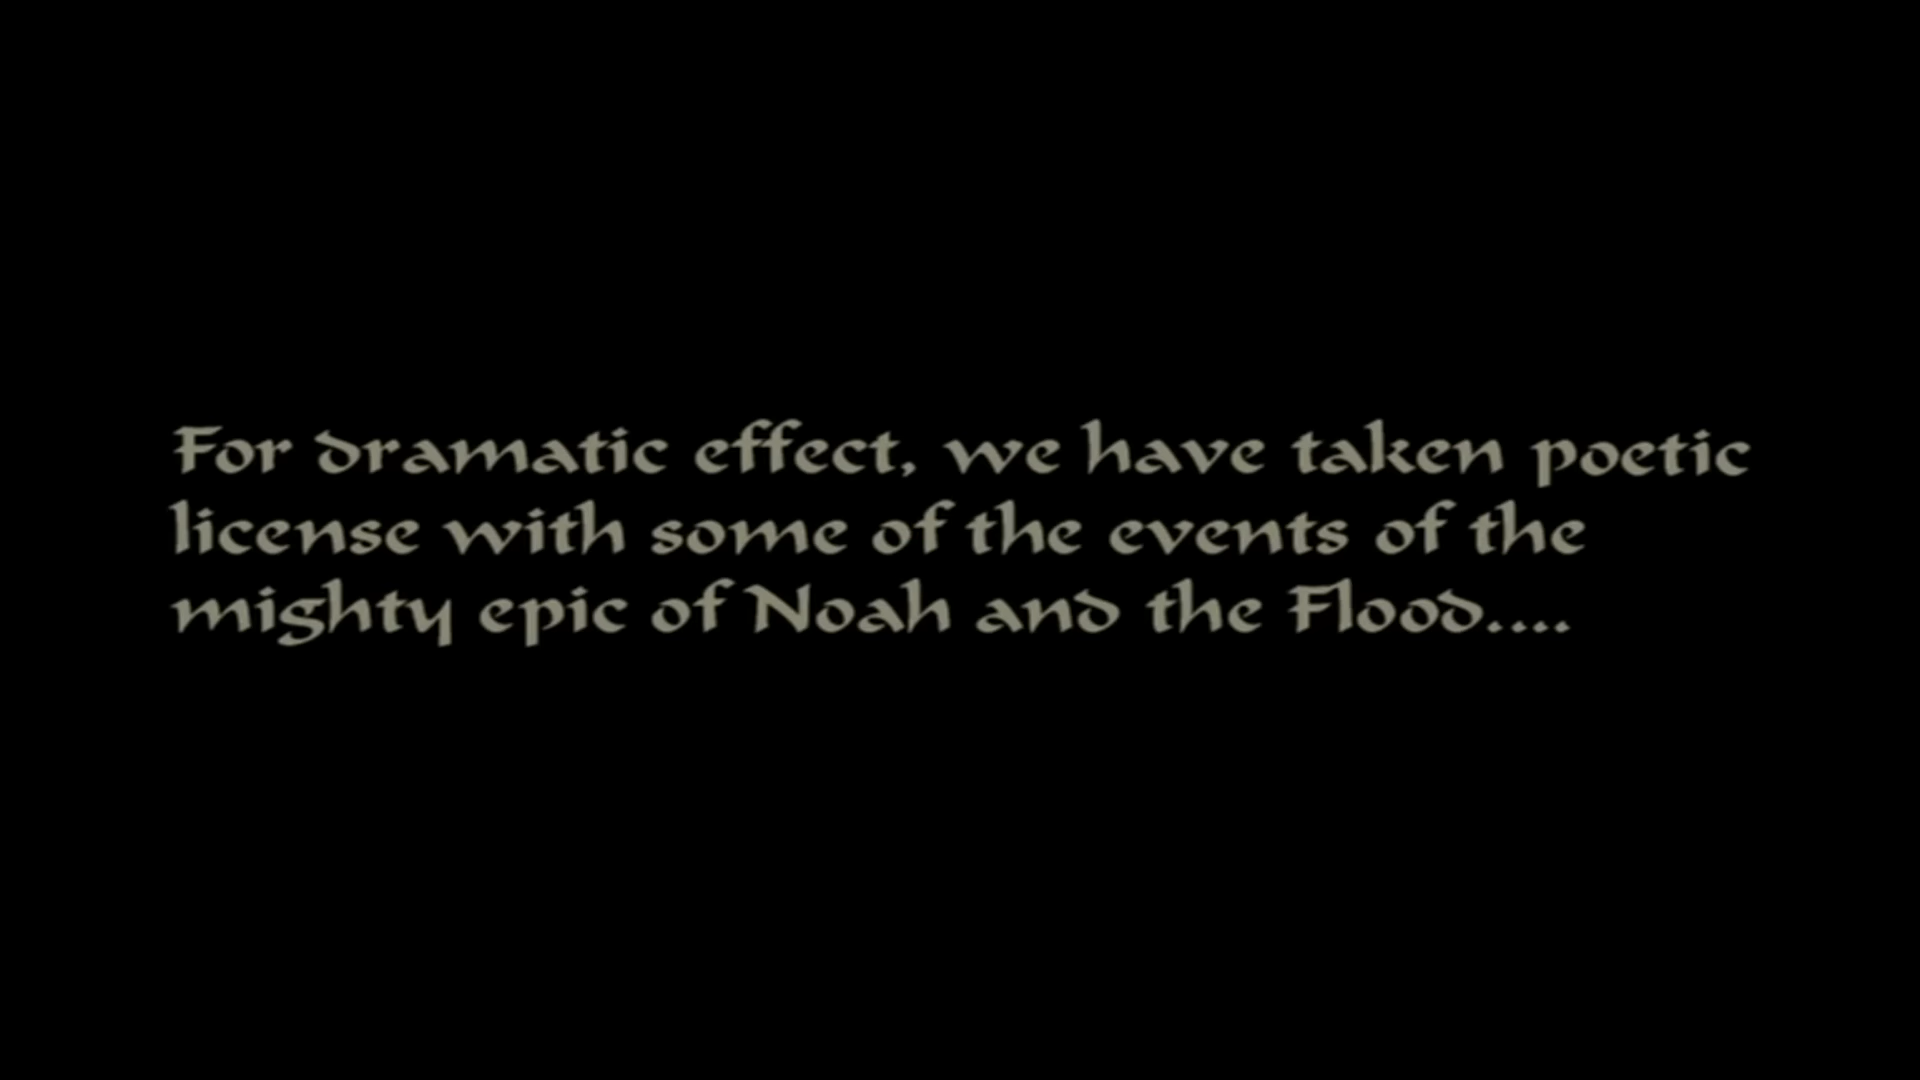 For dramatic effect, we have taken poetic
license with some of the events of the
mighty epic of Noah and the Flood....